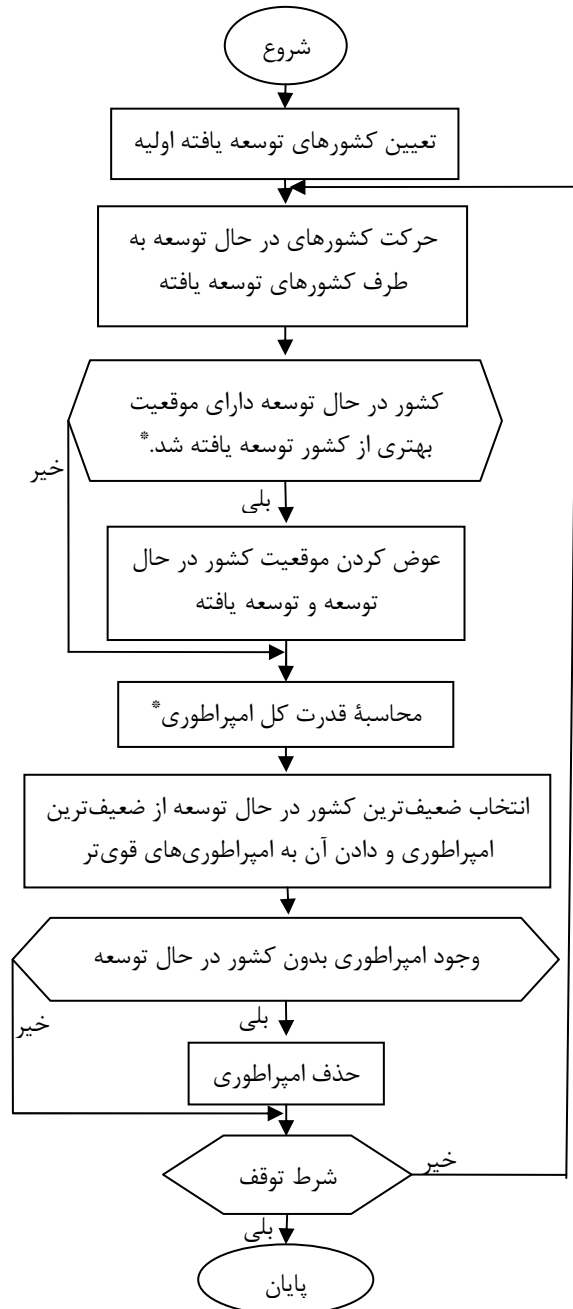 شروع
تعیین کشورهای توسعه یافته اولیه
حرکت کشورهای در حال توسعه به
طرف کشورهای توسعه یافته
کشور در حال توسعه دارای موقعیت
بهتری از کشور توسعه یافته شد.*
خیر
بلی
عوض کردن موقعیت کشور در حال
توسعه و توسعه یافته
محاسبۀ قدرت کل امپراطوری*
انتخاب ضعیف‌ترین کشور در حال توسعه از ضعیف‌ترین
امپراطوری و دادن آن به امپراطوری‌های قوی‌تر
وجود امپراطوری بدون کشور در حال توسعه
خیر
بلی
حذف امپراطوری
شرط توقف
خیر
بلی
پایان